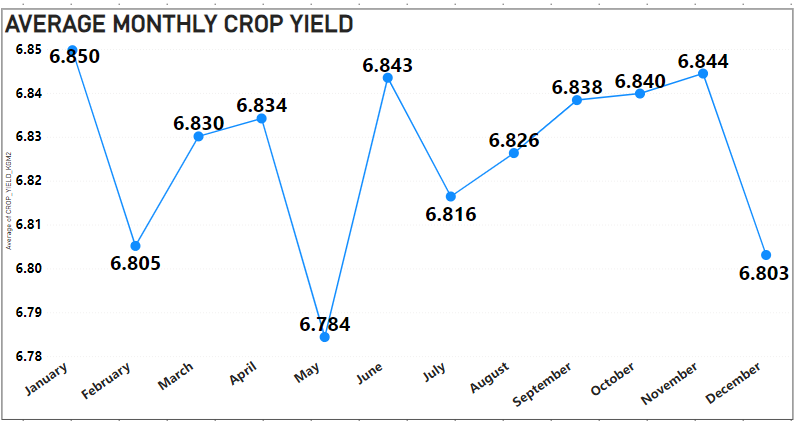 AVERAGE MONTHLY CROP YIELD
6.85
6.84
6.83
6.82
6.81
6.80
6.79
6.78
Average of CROP_YIELD_KGM2
6.850
6.805
6.830
6.834
6.784
6.843
6.816
6.826
6.838
6.840
6.844
6.803
January
February
March
April
May
June
July
August
September
October
November
December